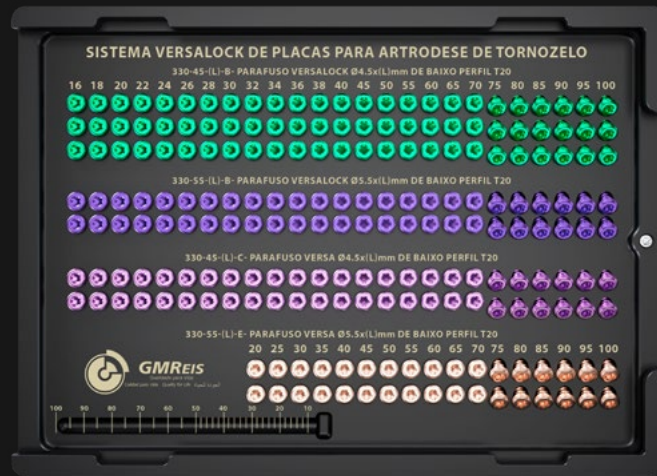 SISTEMA VERSALOCK DE PLACAS PARA ARTRODESE DE TORNOZELO
330-45-(L)-B- PARAFUSO VERSALOCK Ø4.5x(L)mm DE BAIXO PERFIL T20
16 18 20 22 24 26 28 30 32 34 36 38 40 45 50 55 60 65 70 75 80 85 90 95 100
330-55-(L)-B- PARAFUSO VERSALOCK Ø5.5x(L)mm DE BAIXO PERFIL T20
330-45-(L)-C- PARAFUSO VERSA Ø4.5x(L)mm DE BAIXO PERFIL T20
330-55-(L)-E- PARAFUSO VERSA Ø5.5x(L)mm DE BAIXO PERFIL T20
20 25 30 35 40 45 50 55 60 65 70 75 80 85 90 95 100
GMREIS
100 90 80 70 60 50 40 30 20 10